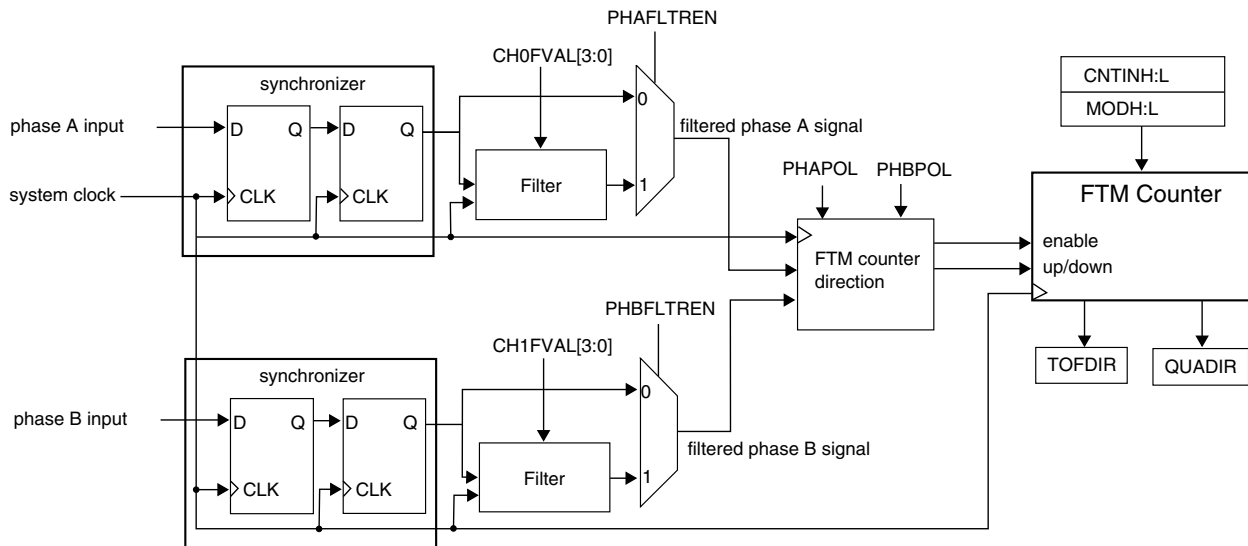 PHAFLTREN
CH0FVAL[3:0]
synchronizer
CNTINH:L
MODH:L
phase A input
D Q D Q
0
filtered phase A signal
system clock
CLK CLK
Filter
1
PHAPOL PHBPOL
FTM Counter
enable
up/down
FTM counter
direction
PHBFLTREN
CH1FVAL[3:0]
synchronizer
TOFDIR QUADIR
phase B input
D Q D Q
0
filtered phase B signal
CLK CLK
Filter
1